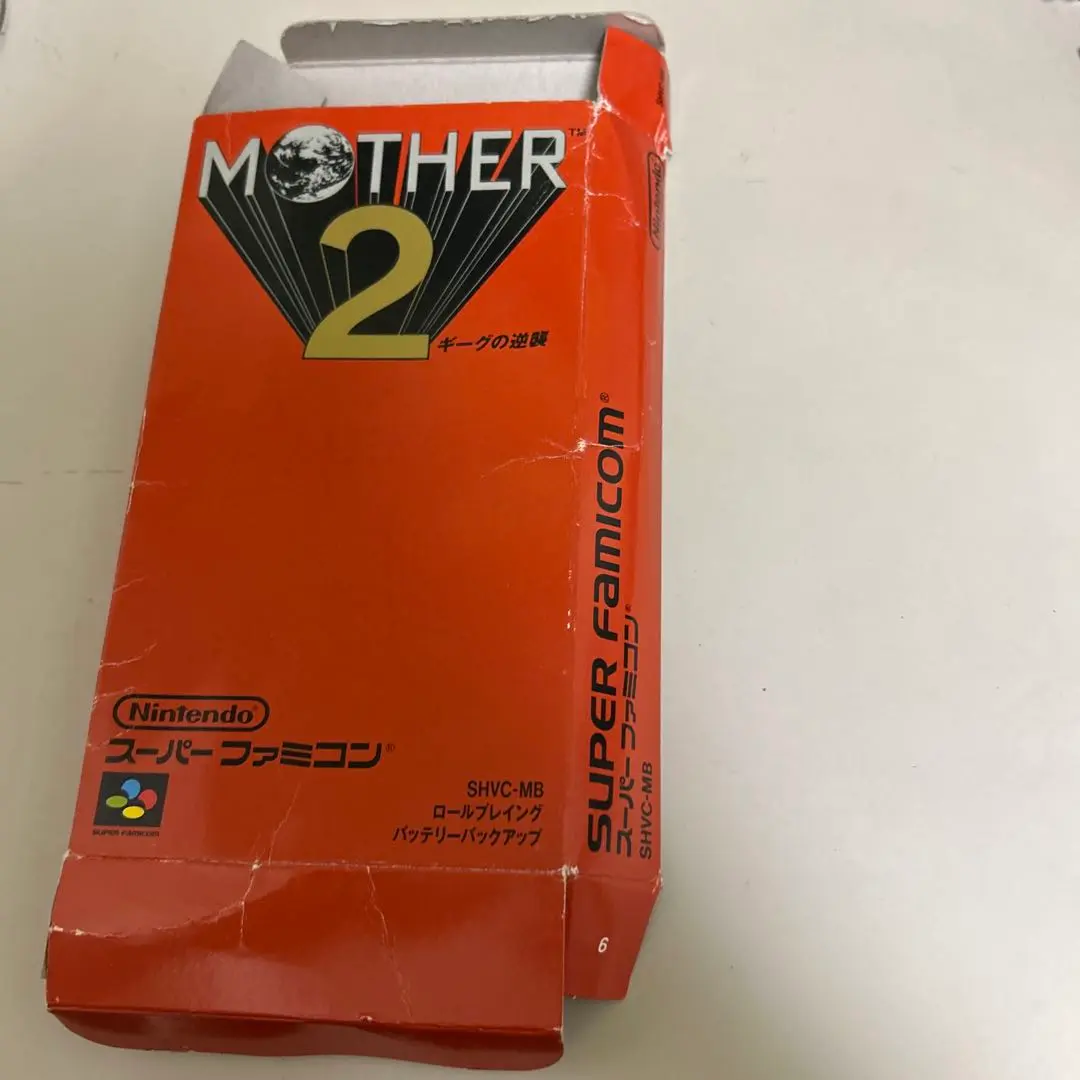 MOTHER™
2
ギーグの逆襲
Nintendo®
スーパーファミコン®
SUPER FAMICOM
SHVC-MB
ロールプレイング
バッテリーバックアップ
Nintendo
SUPER FAMICOM®
スーパーファミコン®
SHVC-MB
6